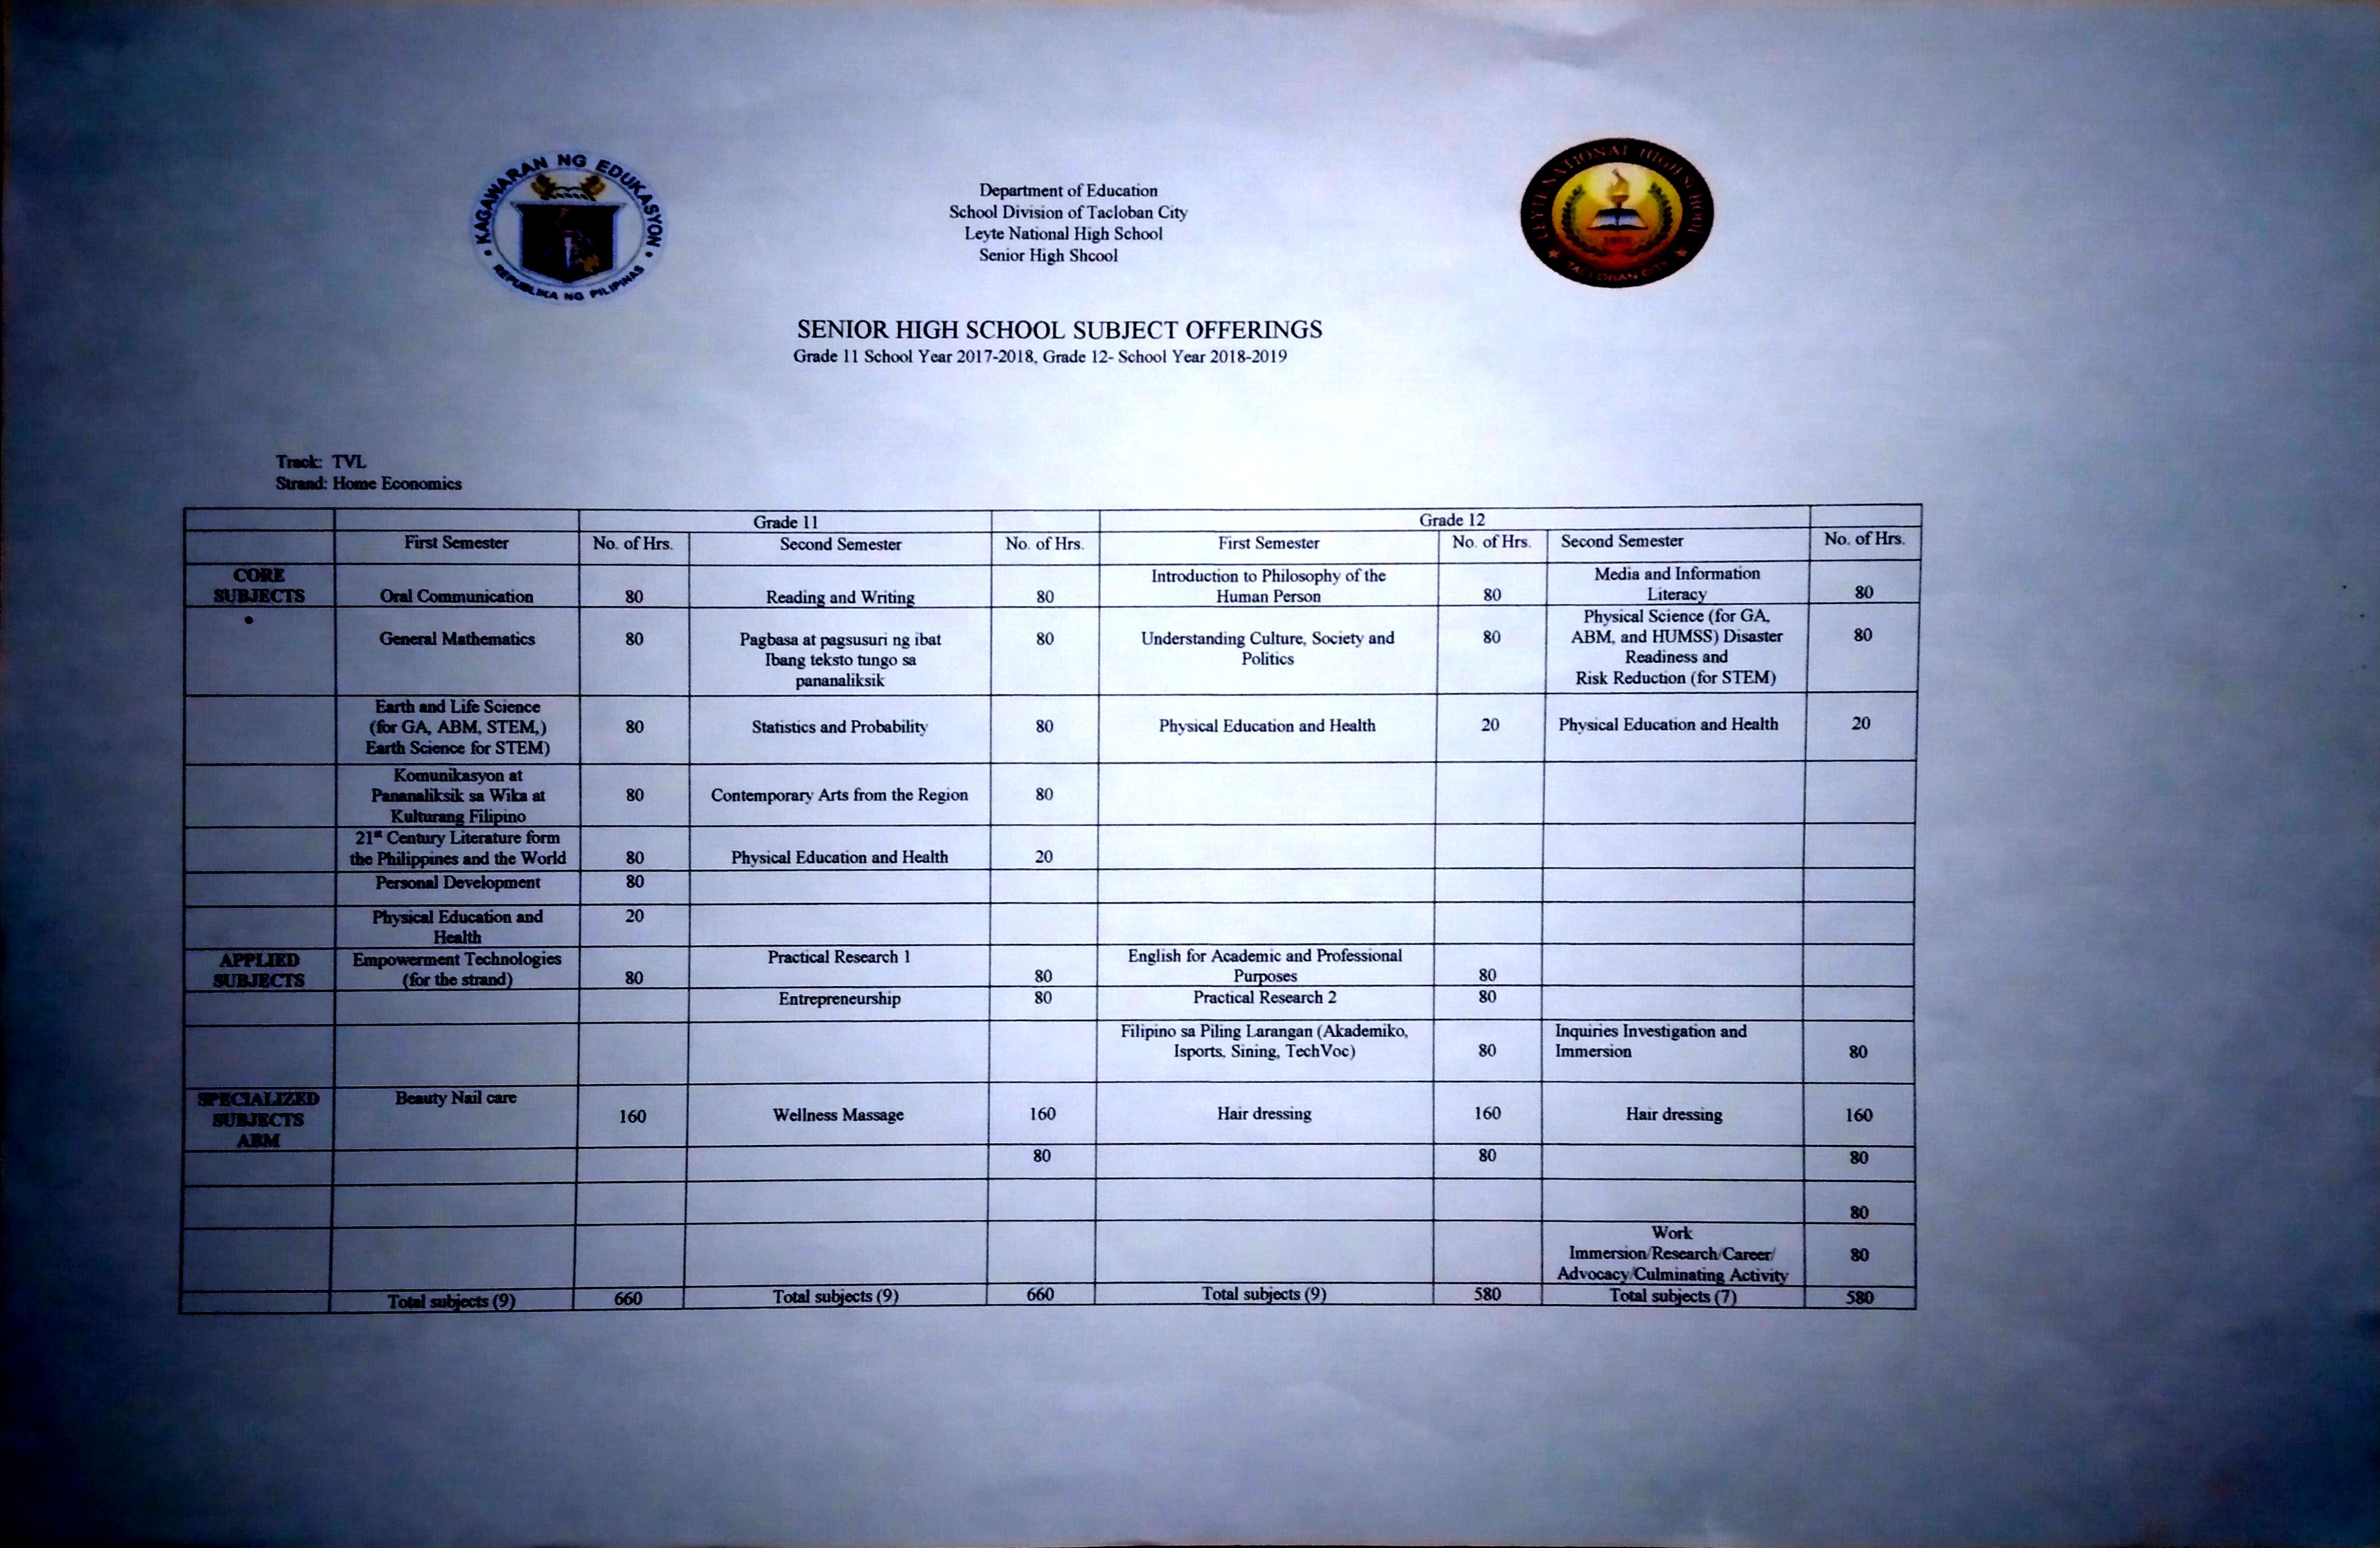 KAGAWARAN NG EDUKASYON
REPUBLIKA NG PILIPINAS
Department of Education
School Division of Tacloban City
Leyte National High School
Senior High Shcool
LEYTE NATIONAL HIGH SCHOOL
TACLOBAN CITY
SENIOR HIGH SCHOOL SUBJECT OFFERINGS
Grade 11 School Year 2017-2018, Grade 12- School Year 2018-2019
Track: TVL
Strand: Home Economics
Grade 11 Grade 12
First Semester No. of Hrs. Second Semester No. of Hrs. First Semester No. of Hrs. Second Semester No. of Hrs.
CORE Introduction to Philosophy of the Media and Information
SUBJECTS Oral Communication 80 Reading and Writing 80 Human Person 80 Literacy 80
Physical Science (for GA,
General Mathematics 80 Pagbasa at pagsusuri ng ibat 80 Understanding Culture, Society and 80 ABM, and HUMSS) Disaster 80
Ibang teksto tungo sa Politics Readiness and
pananaliksik Risk Reduction (for STEM)
Earth and Life Science
(for GA, ABM, STEM,) 80 Statistics and Probability 80 Physical Education and Health 20 Physical Education and Health 20
Earth Science for STEM)
Komunikasyon at
Pananaliksik sa Wika at 80 Contemporary Arts from the Region 80
Kulturang Filipino
21st Century Literature form
the Philippines and the World 80 Physical Education and Health 20
Personal Development 80
Physical Education and 20
Health
APPLIED Empowerment Technologies Practical Research 1 English for Academic and Professional
SUBJECTS (for the strand) 80 80 Purposes 80
Entrepreneurship 80 Practical Research 2 80
Filipino sa Piling Larangan (Akademiko, Inquiries Investigation and
Isports, Sining, TechVoc) 80 Immersion 80
SPECIALIZED Beauty Nail care
SUBJECTS 160 Wellness Massage 160 Hair dressing 160 Hair dressing 160
ABM
80 80 80
80
Work
Immersion/Research/Career/ 80
Advocacy/Culminating Activity
Total subjects (9) 660 Total subjects (9) 660 Total subjects (9) 580 Total subjects (7) 580